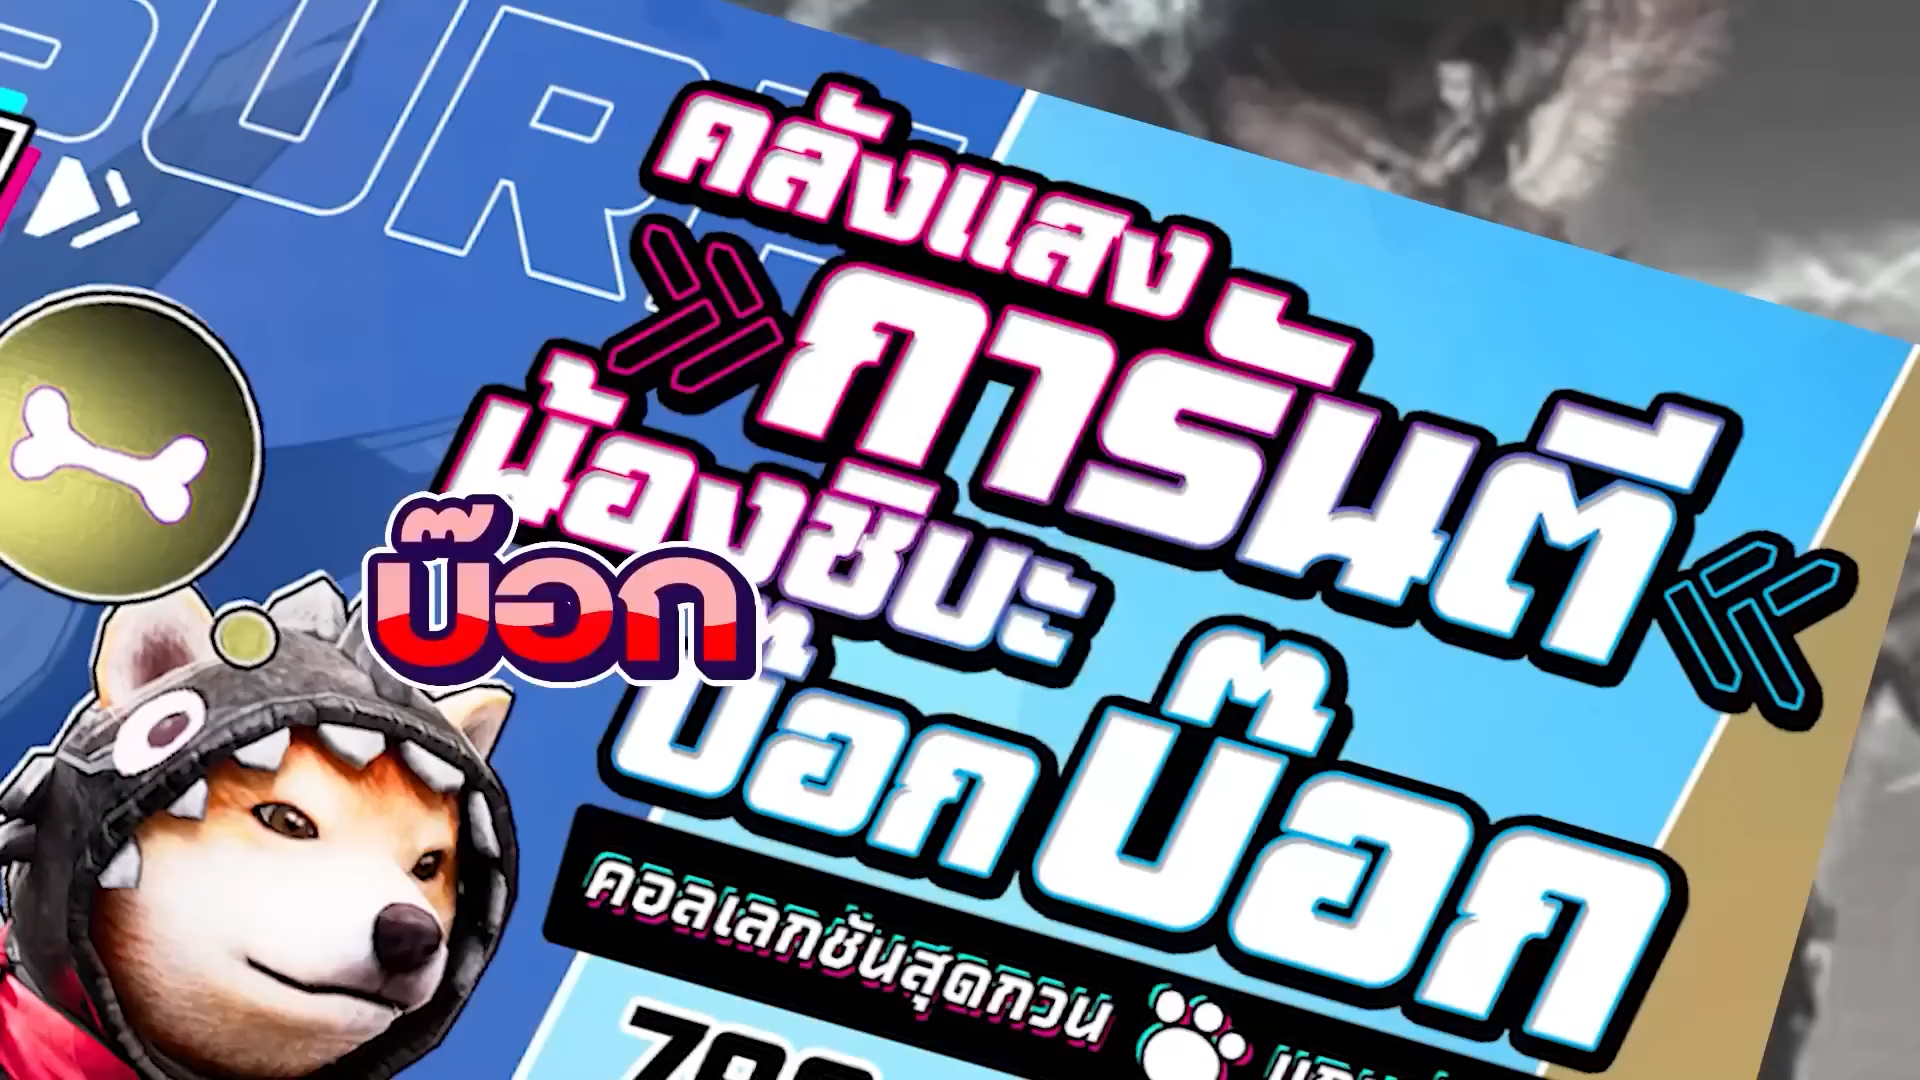 คลังแสง
การันตี
น้องชิบะ
บ๊อก
บ๊อก บ๊อก
คอลเลกชันสุดกวน